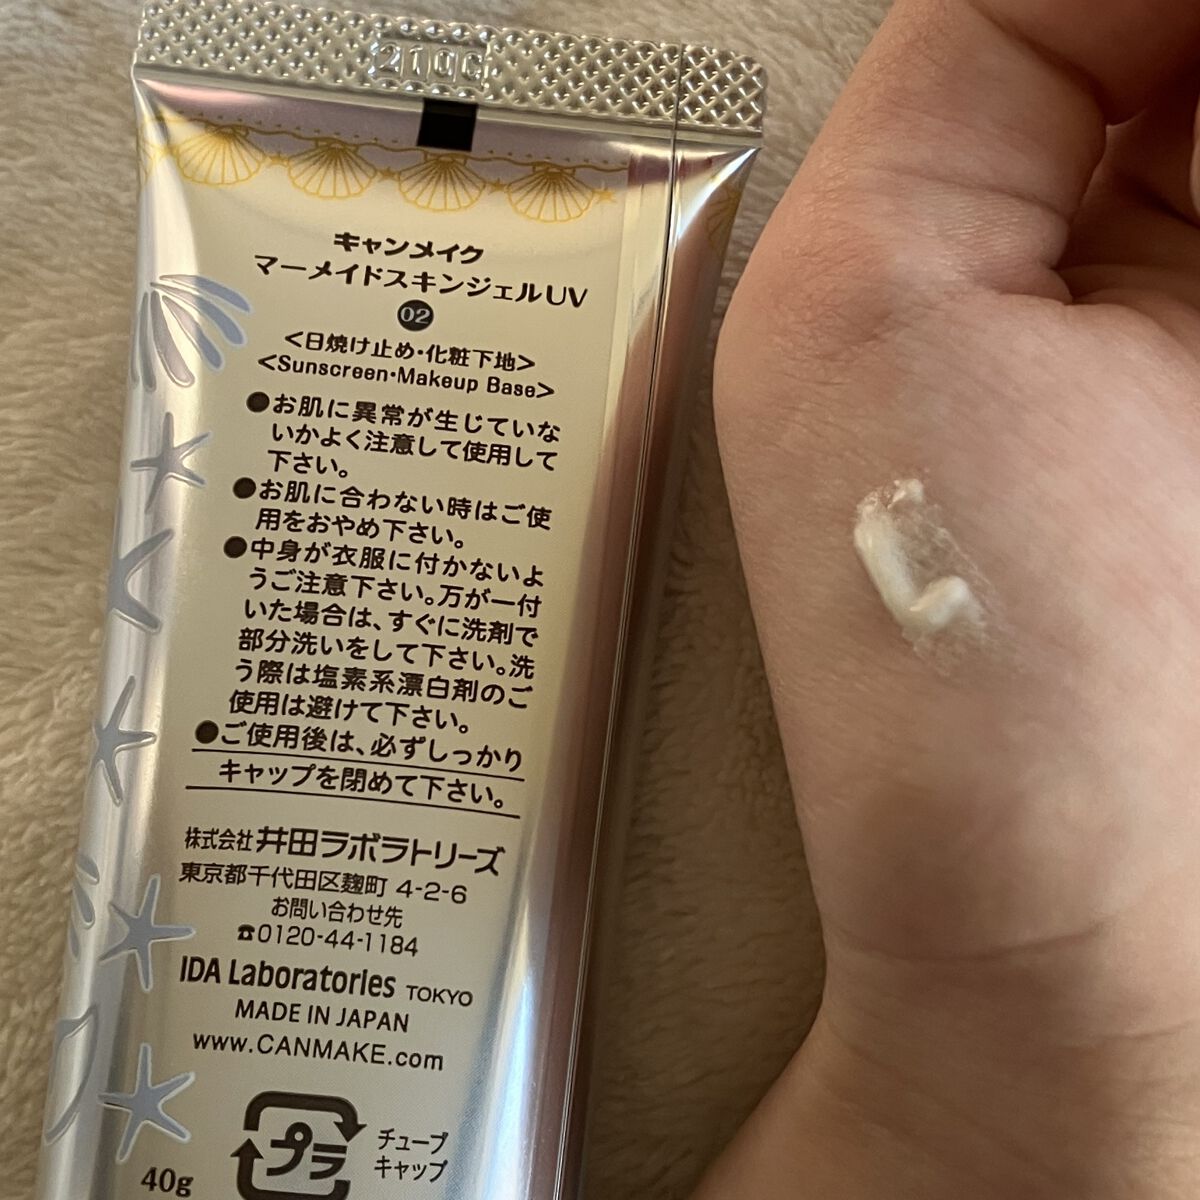 210C
キャンメイク
マーメイドスキンジェルUV
02
<日焼け止め・化粧下地>
<Sunscreen・Makeup Base>
●お肌に異常が生じていな
いかよく注意して使用して
下さい。
●お肌に合わない時はご使
用をおやめ下さい。
●中身が衣服に付かないよ
うご注意下さい。万が一付
いた場合は、すぐに洗剤で
部分洗いをして下さい。洗
う際は塩素系漂白剤のご
使用は避けて下さい。
●ご使用後は、必ずしっかり
キャップを閉めて下さい。
株式会社 井田ラボラトリーズ
東京都千代田区麹町 4-2-6
お問い合わせ先
☎0120-44-1184
IDA Laboratories TOKYO
MADE IN JAPAN
www.CANMAKE.com
プラ
チューブ
キャップ
40g